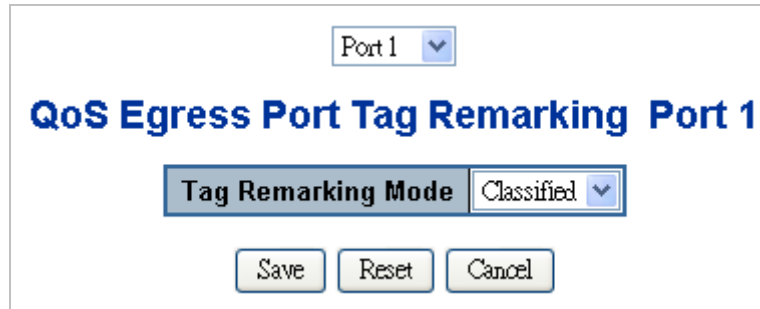 Port 1
QoS Egress Port Tag Remarking Port 1
Tag Remarking Mode Classified
Save Reset Cancel